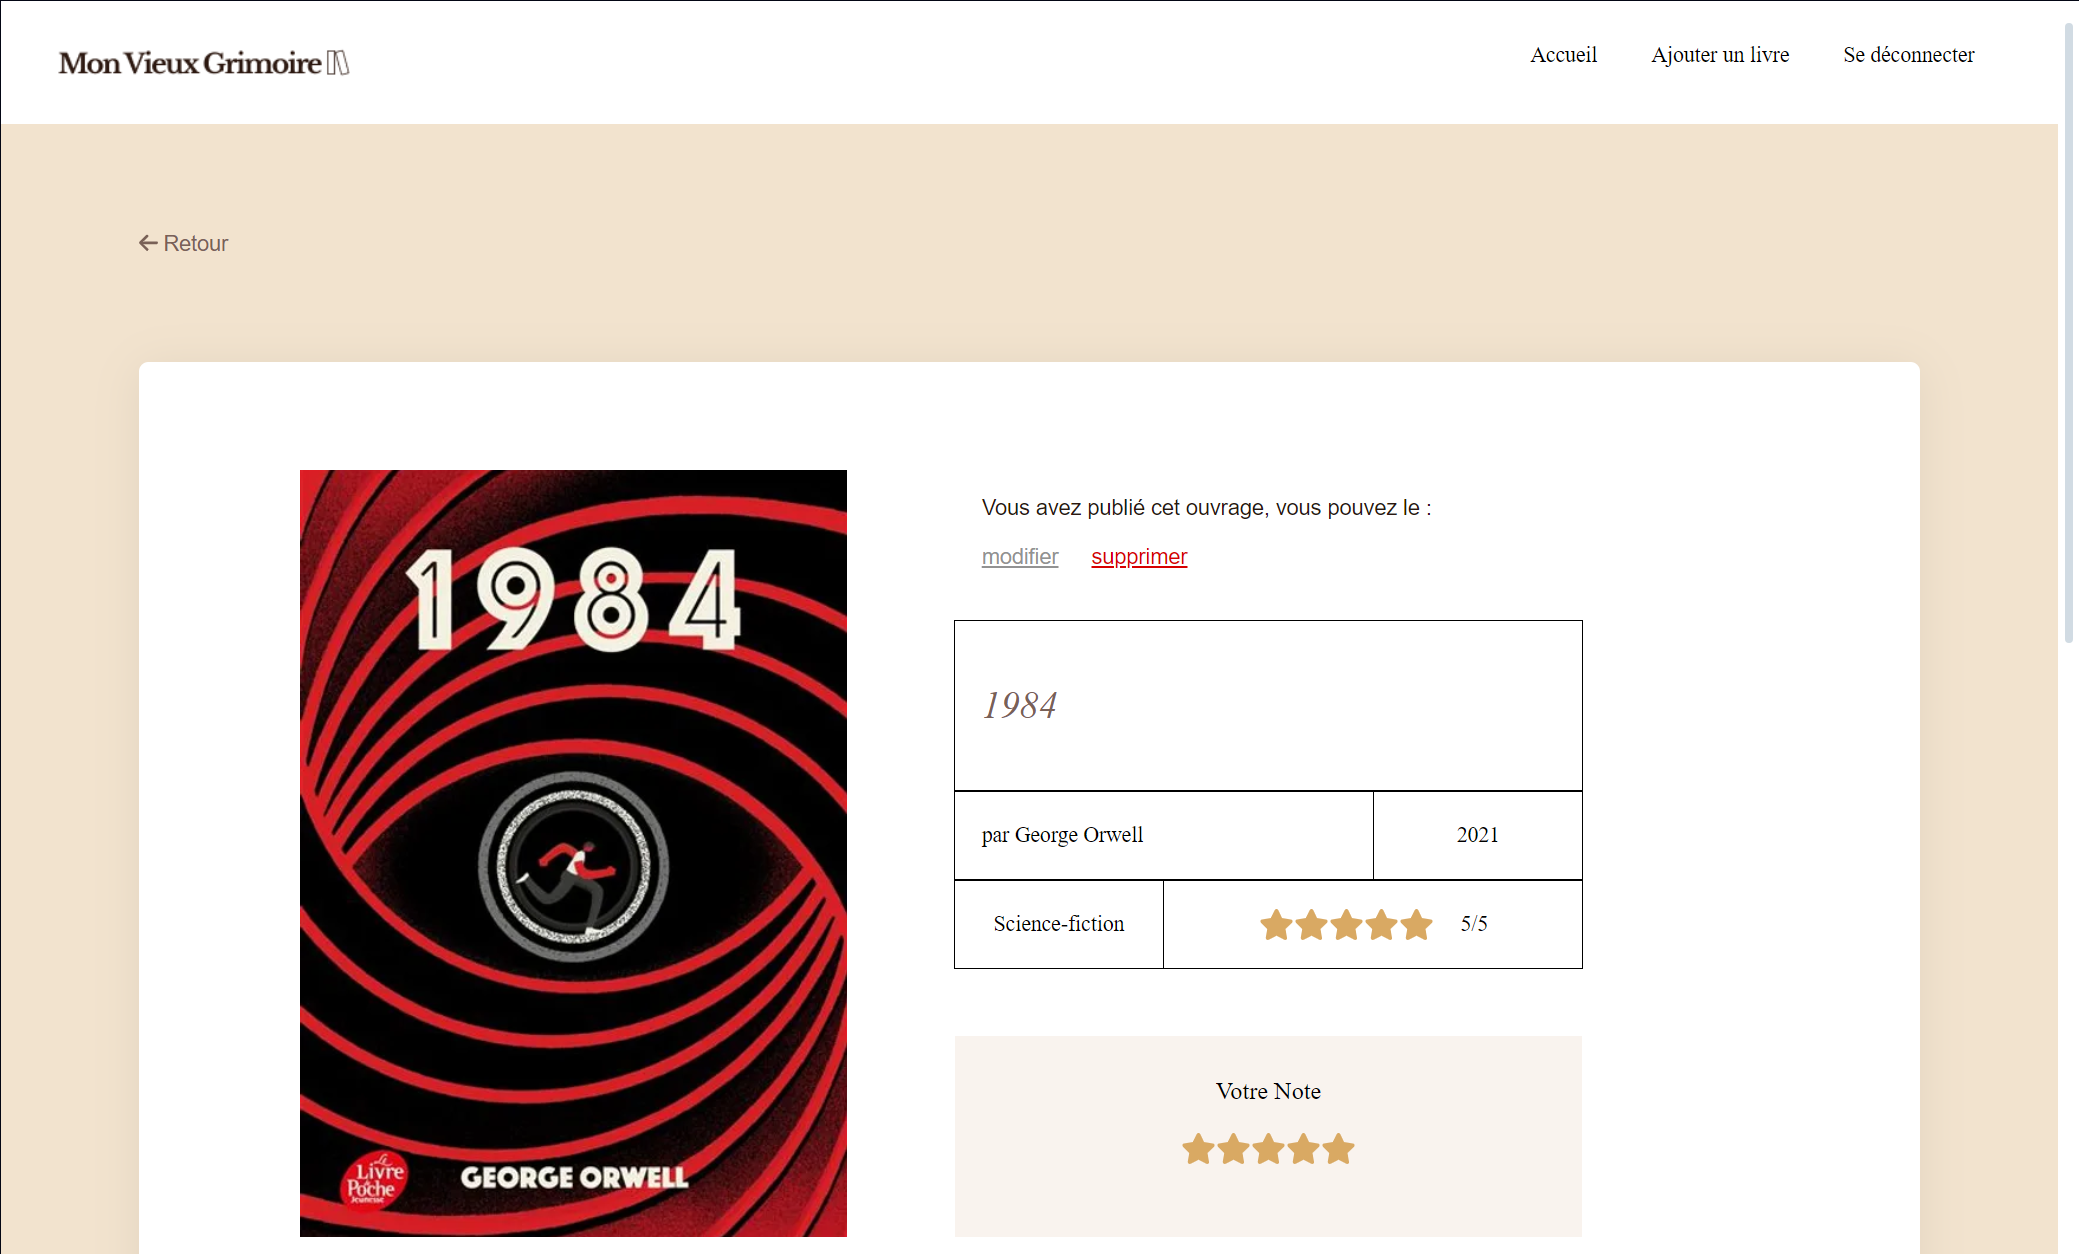 Mon Vieux Grimoire
Accueil
Ajouter un livre
Se déconnecter
Retour
1984
Le
Livre
de
Poche
Jeunesse
GEORGE ORWELL
Vous avez publié cet ouvrage, vous pouvez le :
modifier
supprimer
1984
par George Orwell
2021
Science-fiction
5/5
Votre Note